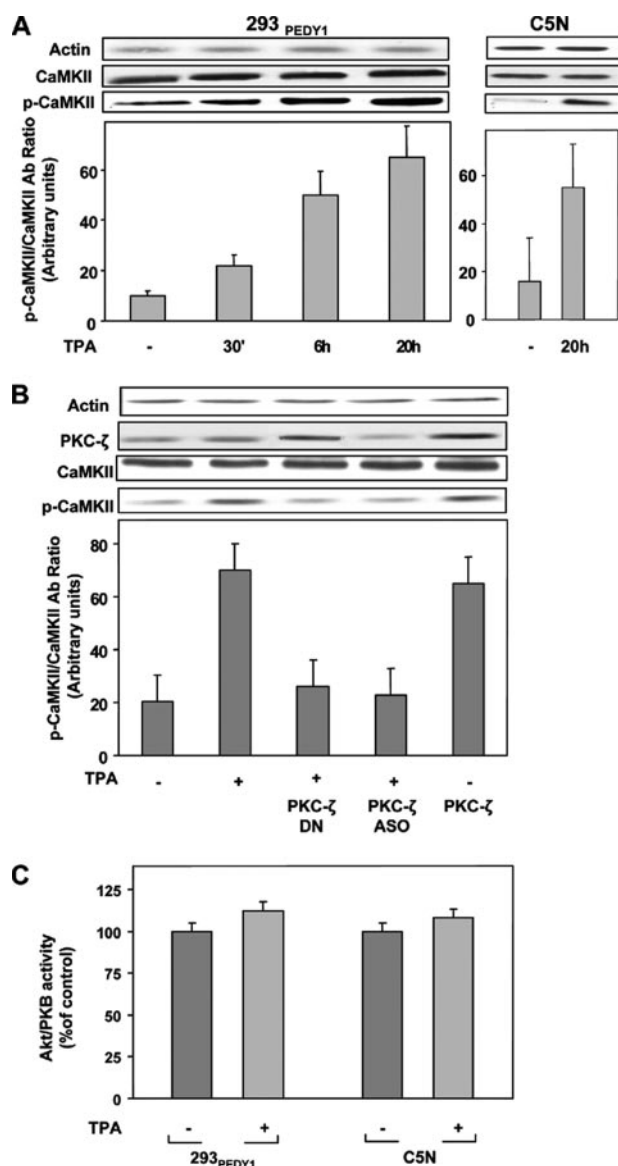 A
293 PEDY1
C5N
Actin
CaMKII
p-CaMKII
p-CaMKII/CaMKII Ab Ratio
(Arbitrary units)
60
40
20
0
60
40
20
0
TPA - 30' 6h 20h - 20h
B
Actin
PKC-ζ
CaMKII
p-CaMKII
p-CaMKII/CaMKII Ab Ratio
(Arbitrary units)
80
60
40
20
0
TPA - + + + -
PKC-ζ PKC-ζ PKC-ζ
DN ASO
C
Akt/PKB activity
(%of control)
125
100
75
50
25
0
TPA - + - +
293PEDY1 C5N